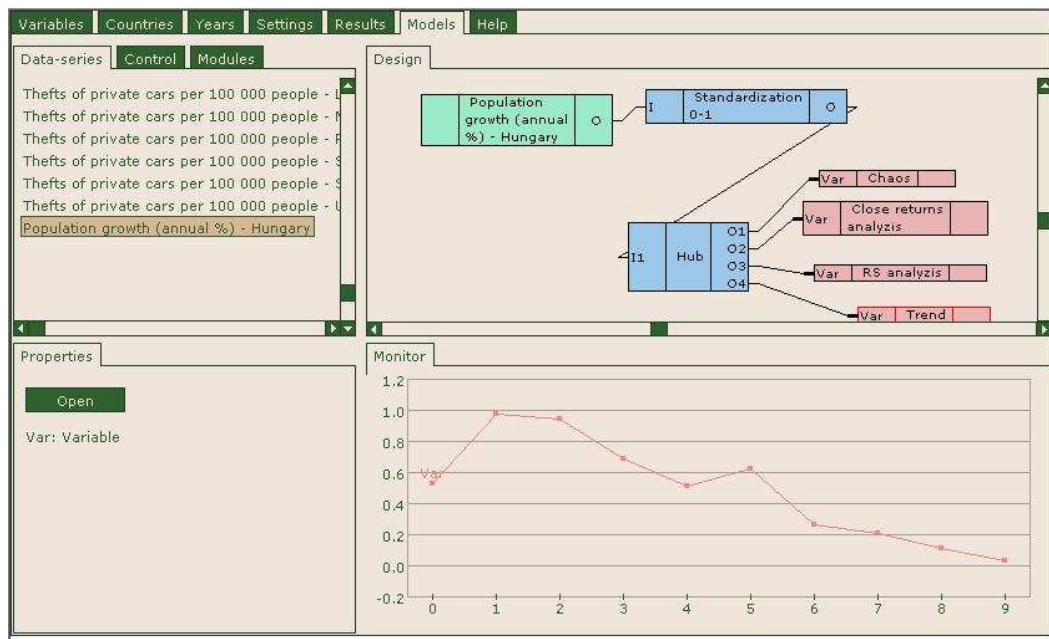 Variables Countries Years Settings Results Models Help
Data-series Control Modules
Thefts of private cars per 100 000 people - L
Thefts of private cars per 100 000 people - N
Thefts of private cars per 100 000 people - P
Thefts of private cars per 100 000 people - S
Thefts of private cars per 100 000 people - S
Thefts of private cars per 100 000 people - U
Population growth (annual %) - Hungary
Design
Population
growth (annual
%) - Hungary
O
I
Standardization
0-1
O
I1
Hub
O1
O2
O3
O4
Var Chaos
Var
Close returns
analyzis
Var RS analyzis
Var Trend
Properties
Open
Var: Variable
Monitor
1.2
1.0
0.8
0.6
0.4
0.2
0.0
-0.2
Var
0 1 2 3 4 5 6 7 8 9